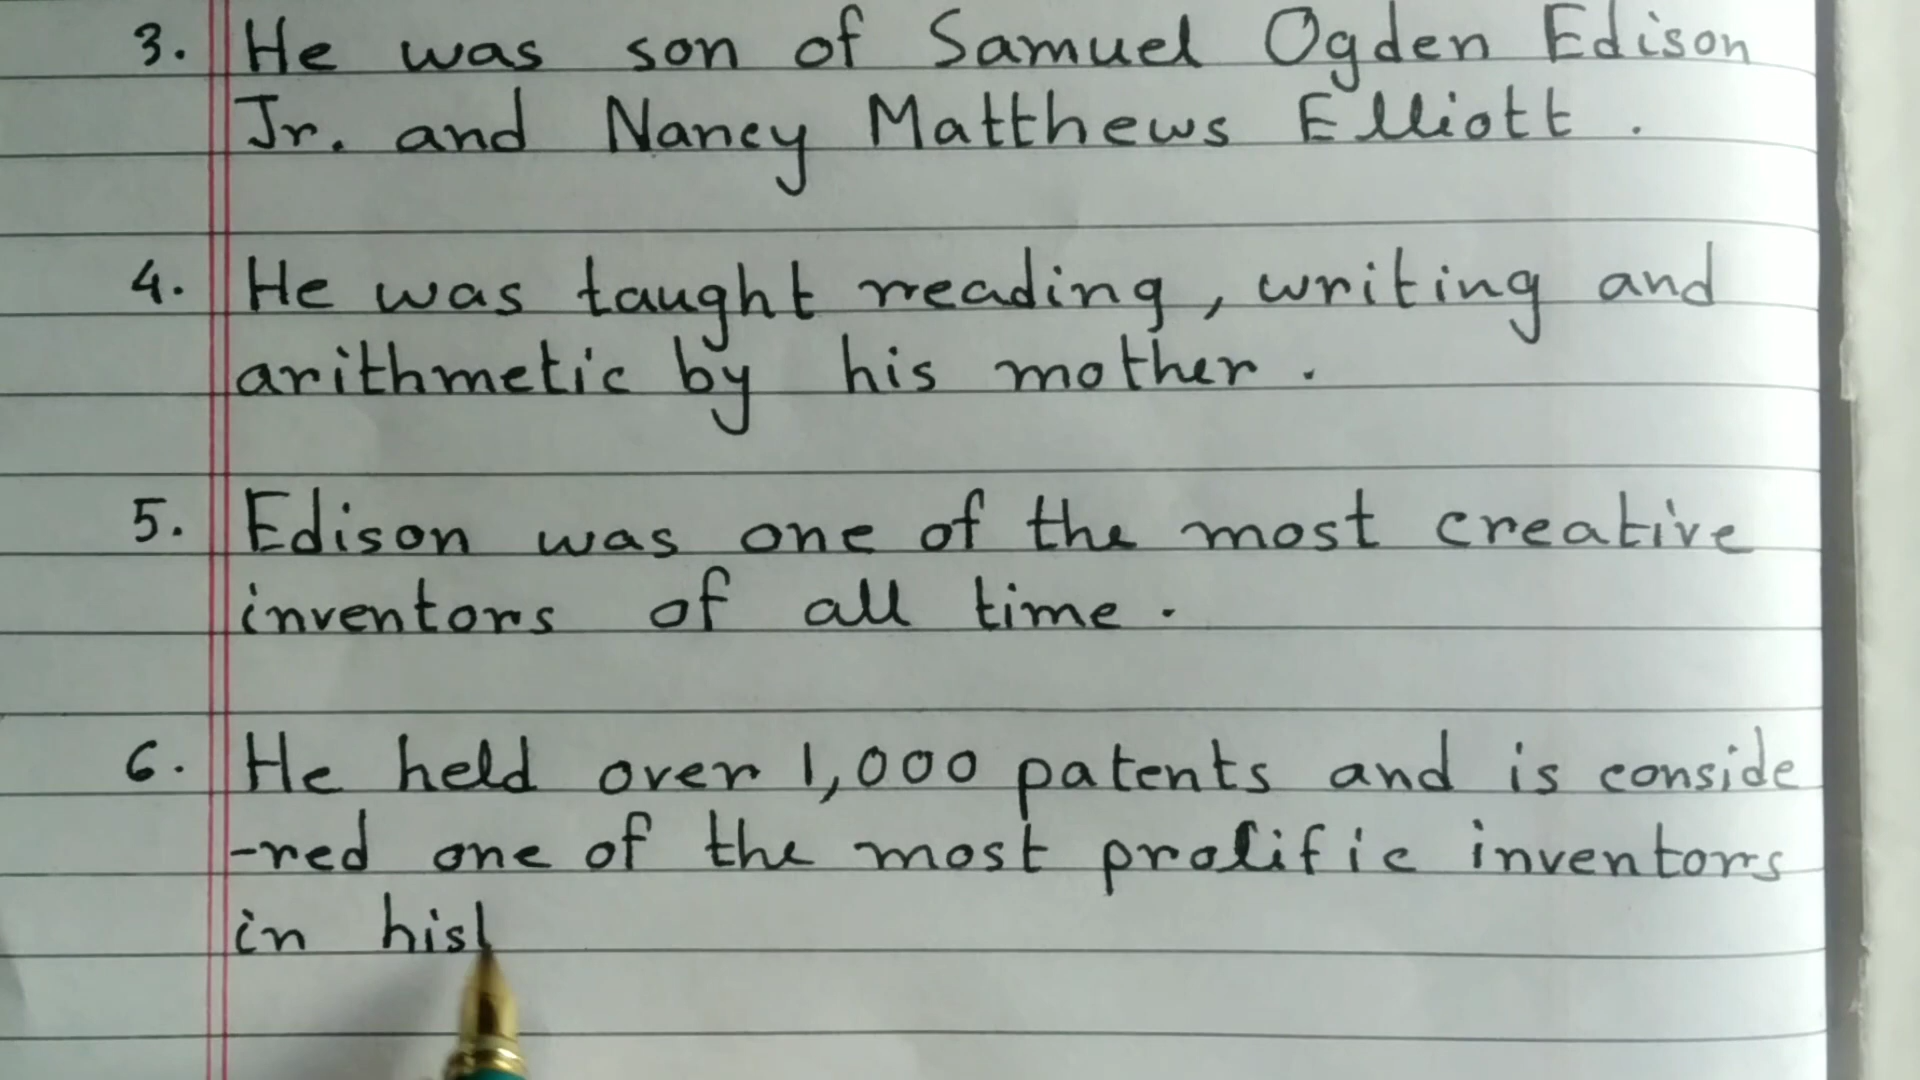 3. He was son of Samuel Ogden Edison
Jr. and Nancy Matthews Elliott .
4. He was taught reading, writing and
arithmetic by his mother .
5. Edison was one of the most creative
inventors of all time .
6. He held over 1,000 patents and is conside
-red one of the most prolific inventors
in